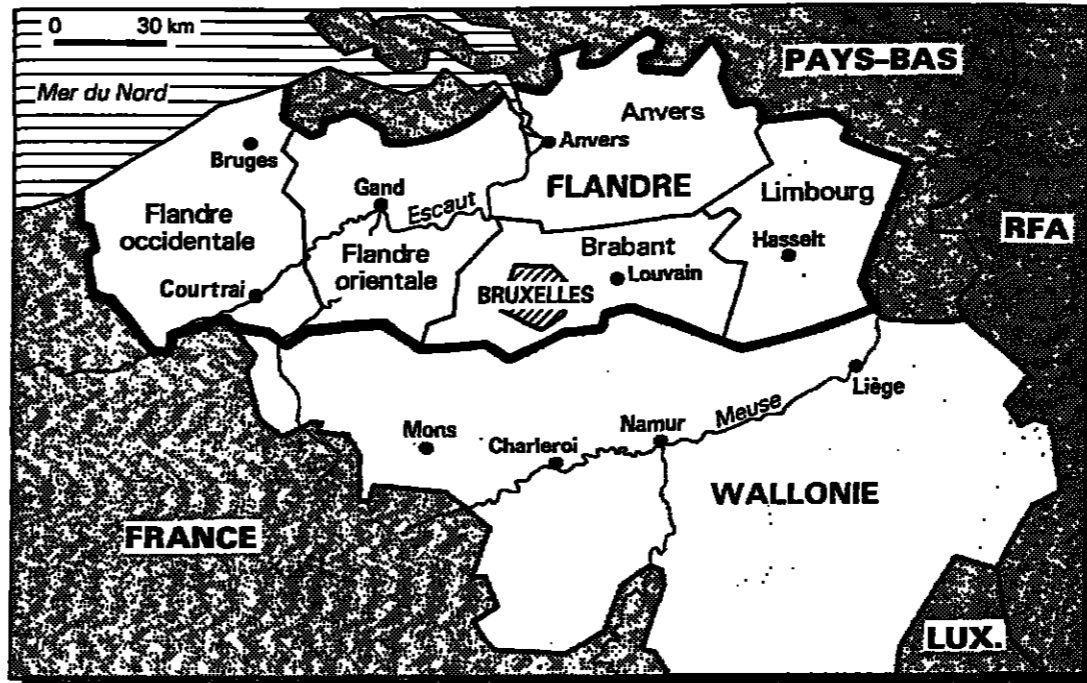 0 30 km
PAYS-BAS
Mer du Nord
Anvers
Anvers
Bruges
FLANDRE
Gand
Escaut
Limbourg
Flandre
occidentale
RFA
Flandre
orientale
Brabant
Hasselt
Louvain
Courtrai
BRUXELLES
Liège
Meuse
Namur
Mons
Charleroi
WALLONIE
FRANCE
LUX.